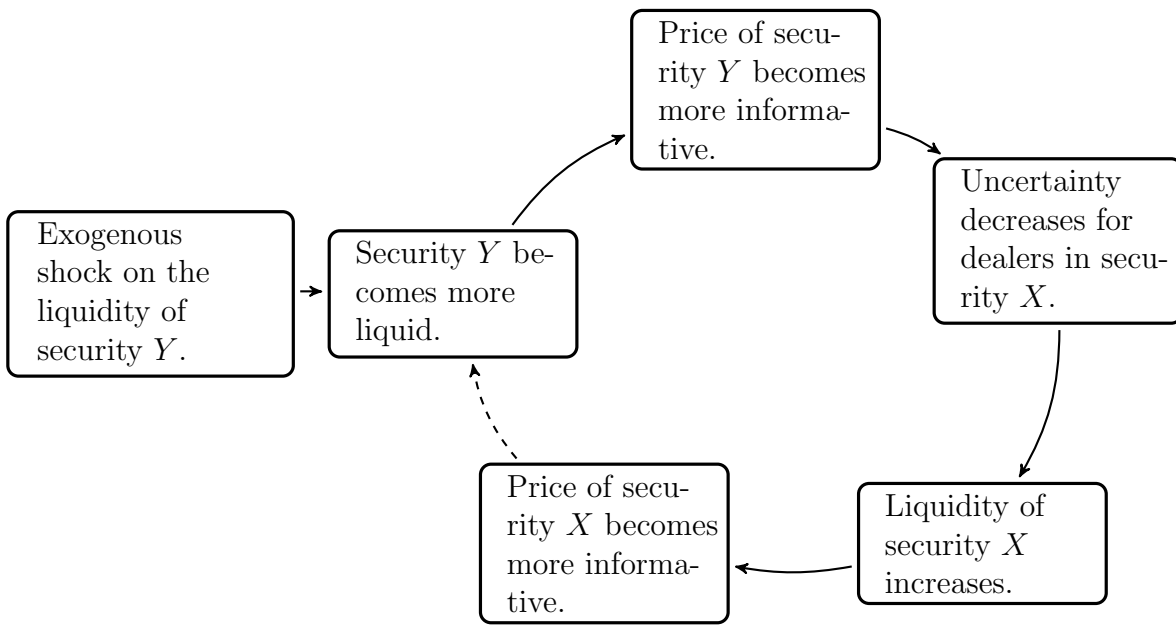 Exogenous
shock on the
liquidity of
security Y.
Security Y be-
comes more
liquid.
Price of secu-
rity Y becomes
more informa-
tive.
Uncertainty
decreases for
dealers in secu-
rity X.
Liquidity of
security X
increases.
Price of secu-
rity X becomes
more informa-
tive.